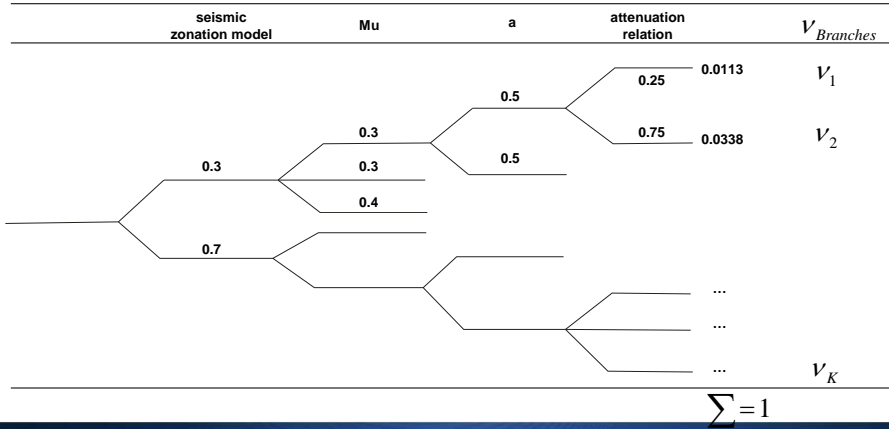 seismic zonation model Mu a attenuation relation ν_Branches
0.25 0.0113 ν_1
0.5
0.3 0.75 0.0338 ν_2
0.3 0.3 0.5
0.4
0.7
...
...
... ν_K
∑ = 1